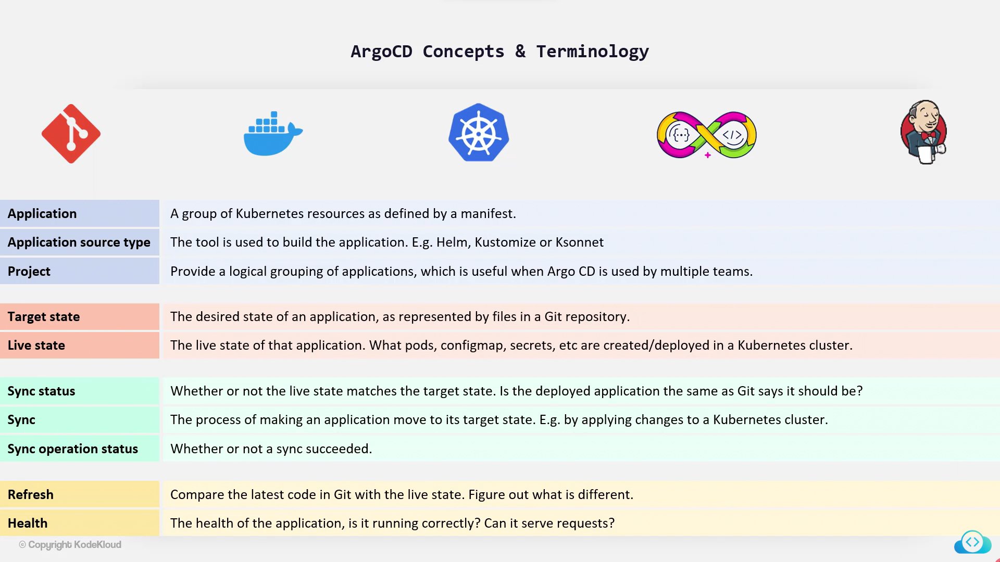 ArgoCD Concepts & Terminology
Application
A group of Kubernetes resources as defined by a manifest.
Application source type
The tool is used to build the application. E.g. Helm, Kustomize or Ksonnet
Project
Provide a logical grouping of applications, which is useful when Argo CD is used by multiple teams.
Target state
The desired state of an application, as represented by files in a Git repository.
Live state
The live state of that application. What pods, configmap, secrets, etc are created/deployed in a Kubernetes cluster.
Sync status
Whether or not the live state matches the target state. Is the deployed application the same as Git says it should be?
Sync
The process of making an application move to its target state. E.g. by applying changes to a Kubernetes cluster.
Sync operation status
Whether or not a sync succeeded.
Refresh
Compare the latest code in Git with the live state. Figure out what is different.
Health
The health of the application, is it running correctly? Can it serve requests?
© Copyright KodeKloud